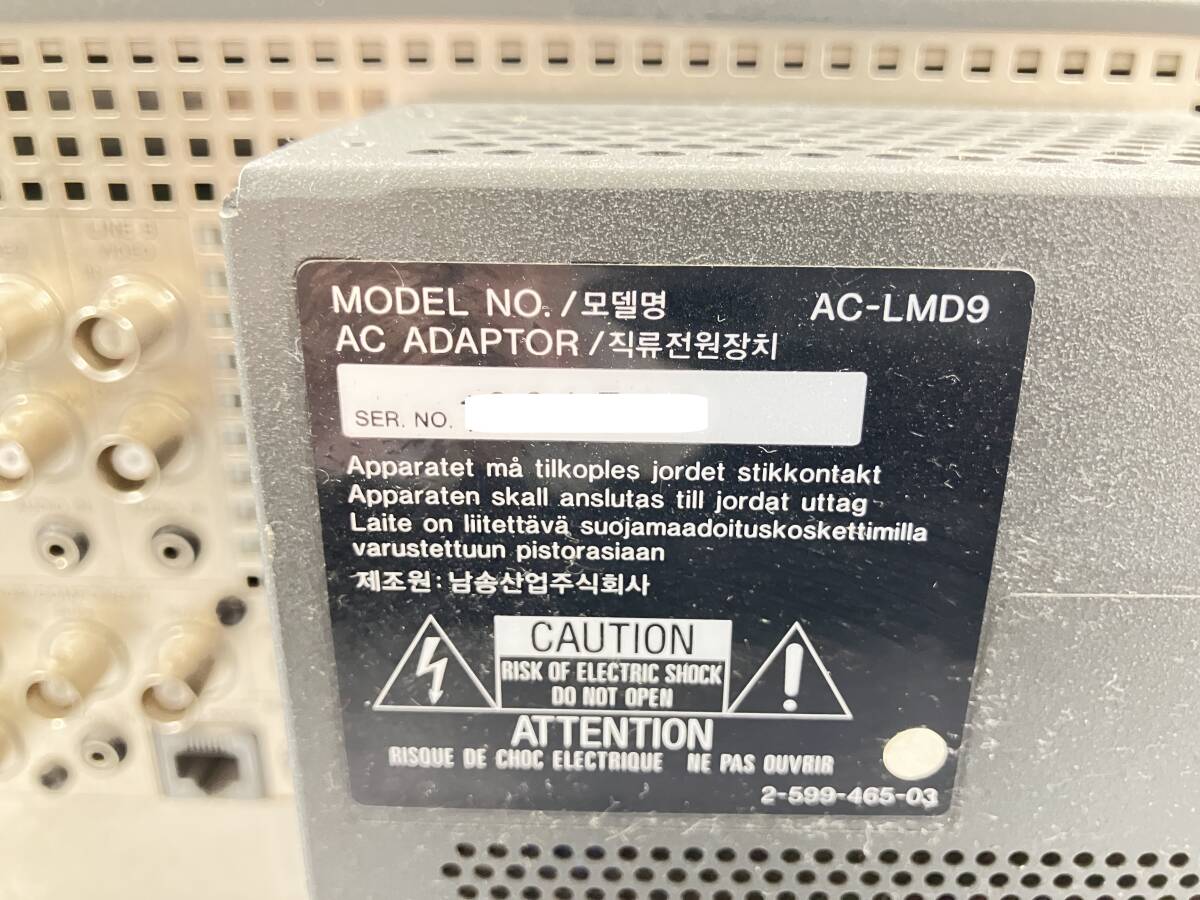 LINE(B)
VIDEO
MODEL NO./모델명 AC-LMD9
AC ADAPTOR/직류전원장치
SER. NO.
Apparatet må tilkoples jordet stikkontakt
Apparaten skall anslutas till jordat uttag
Laite on liitettävä suojamaadoituskoskettimilla
varustettuun pistorasiaan
제조원: 남송산업주식회사
CAUTION
RISK OF ELECTRIC SHOCK
DO NOT OPEN
ATTENTION
RISQUE DE CHOC ELECTRIQUE NE PAS OUVRIR
2-599-465-03